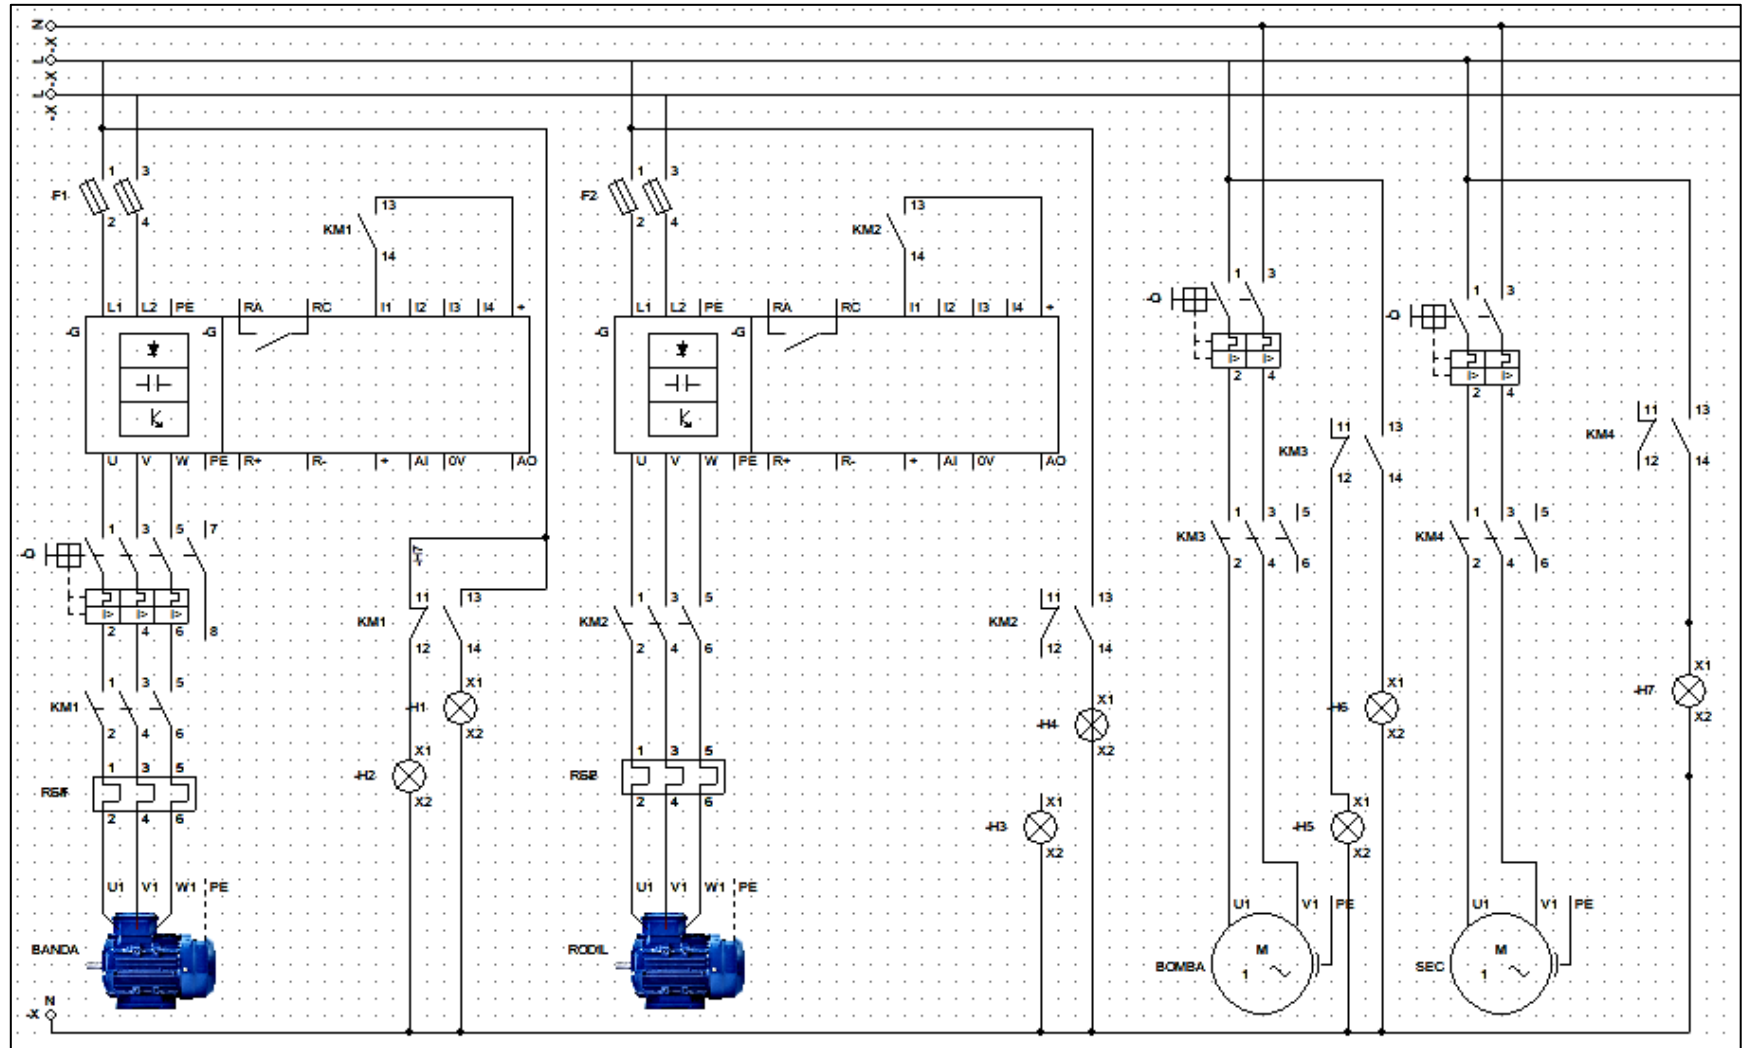 N
-X
L
-X
L
-X
1 3
F1
2 4
13
KM1
14
L1 L2 PE RA RC I1 I2 I3 I4 +
-G -G
U V W PE R+ R- + AI 0V AO
1 3 5 7
-Q
I> I> I>
2 4 6 8
1 3 5
KM1
2 4 6
1 3 5
2 4 6
U1 V1 W1 PE
BANDA
N
-X
-H7
11 13
KM1
12 14
X1
-H1
X2
X1
-H2
X2
1 3
F2
2 4
13
KM2
14
L1 L2 PE RA RC I1 I2 I3 I4 +
-G -G
U V W PE R+ R- + AI 0V AO
1 3 5
KM2
2 4 6
1 3 5
2 4 6
U1 V1 W1 PE
RODIL
11 13
KM2
12 14
X1
-H4
X2
X1
-H3
X2
1 3
-Q
I> I>
2 4
11 13
KM3
12 14
1 3 5
KM3
2 4 6
X1
-H6
X2
X1
-H5
X2
U1 V1 PE
M
BOMBA
1
1 3
-Q
I> I>
2 4
11 13
KM4
12 14
1 3 5
KM4
2 4 6
X1
-H7
X2
U1 V1 PE
M
SEC
1